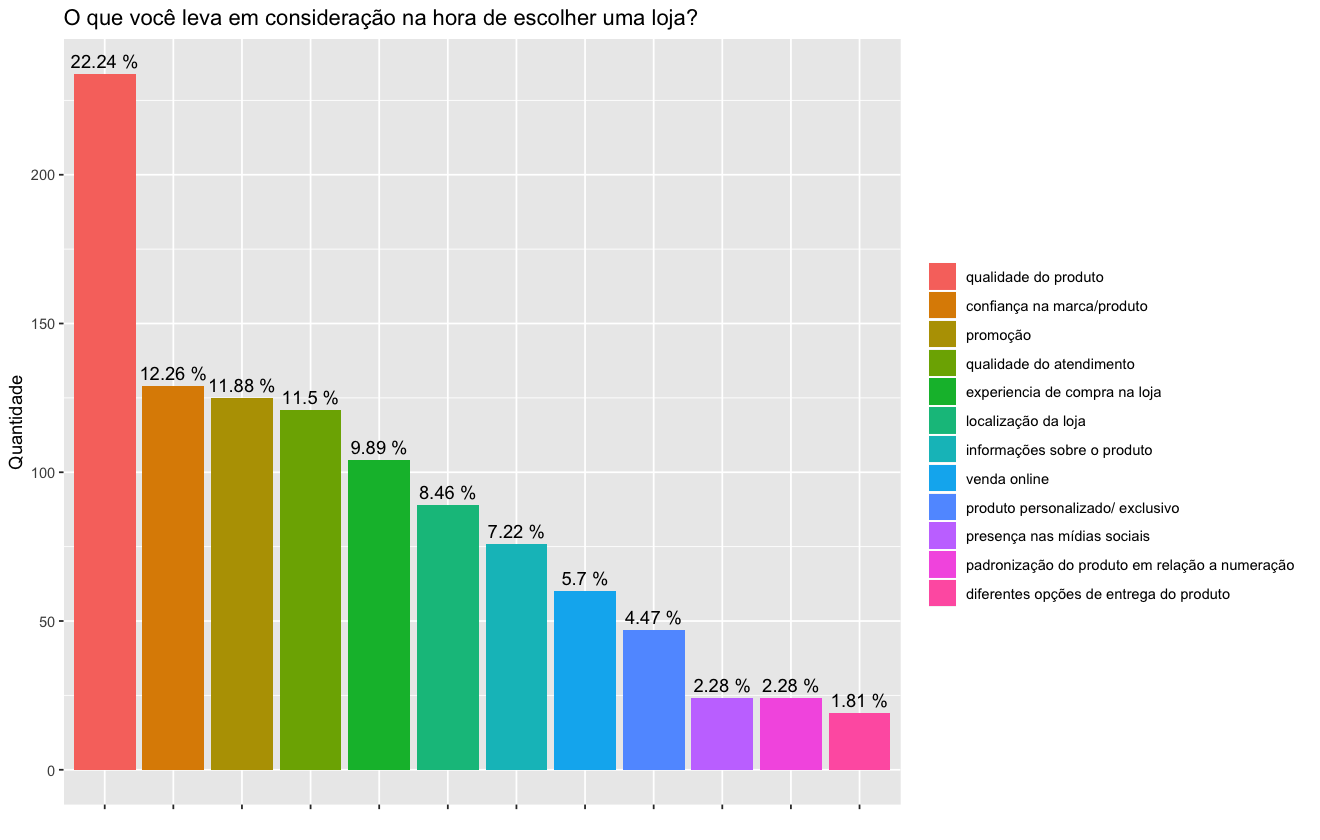 O que você leva em consideração na hora de escolher uma loja?
Quantidade
200
150
100
50
0
22.24 %
12.26 %
11.88 %
11.5 %
9.89 %
8.46 %
7.22 %
5.7 %
4.47 %
2.28 %
2.28 %
1.81 %
qualidade do produto
confiança na marca/produto
promoção
qualidade do atendimento
experiencia de compra na loja
localização da loja
informações sobre o produto
venda online
produto personalizado/ exclusivo
presença nas mídias sociais
padronização do produto em relação a numeração
diferentes opções de entrega do produto